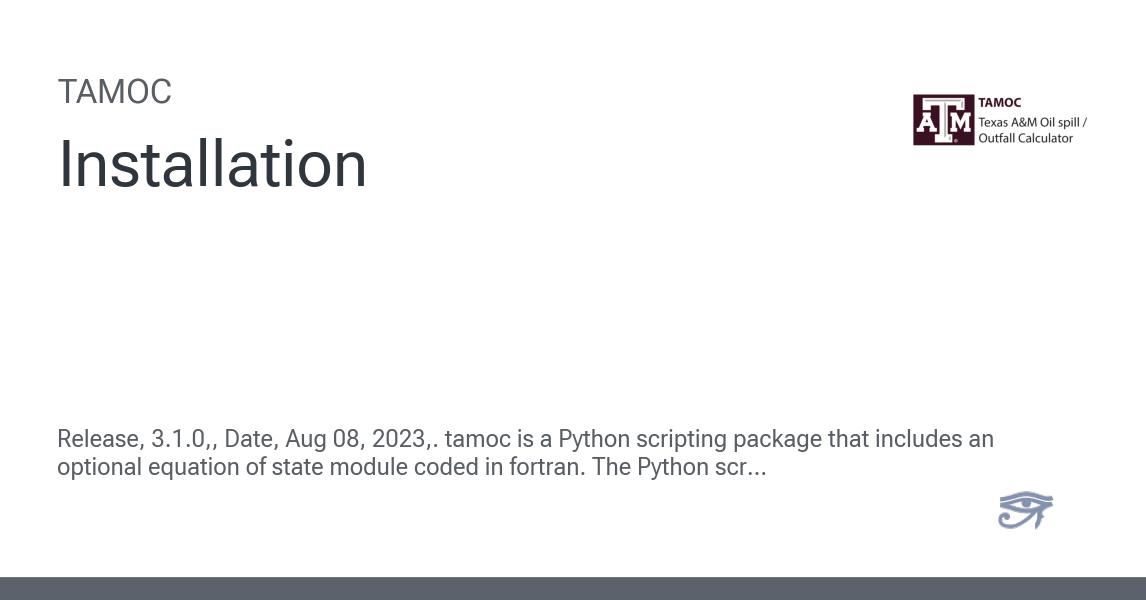 TAMOC
Installation
ATM
TAMOC
Texas A&M Oil spill /
Outfall Calculator
Release, 3.1.0,, Date, Aug 08, 2023,. tamoc is a Python scripting package that includes an
optional equation of state module coded in fortran. The Python scr...